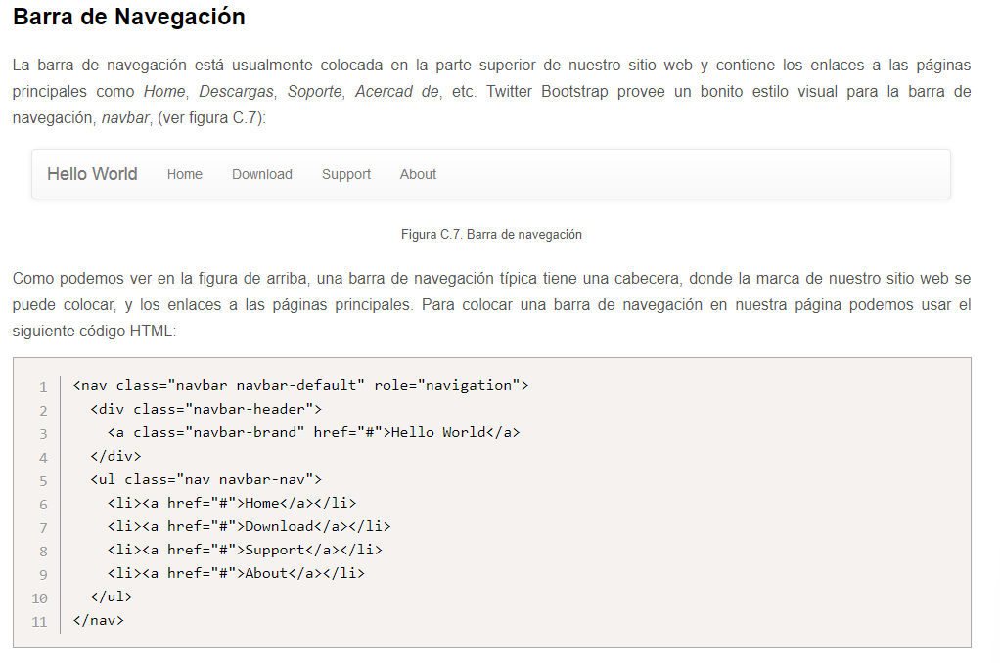 Barra de Navegación
La barra de navegación está usualmente colocada en la parte superior de nuestro sitio web y contiene los enlaces a las páginas
principales como Home, Descargas, Soporte, Acercad de, etc. Twitter Bootstrap provee un bonito estilo visual para la barra de
navegación, navbar, (ver figura C.7):
Hello World Home Download Support About
Figura C.7. Barra de navegación
Como podemos ver en la figura de arriba, una barra de navegación típica tiene una cabecera, donde la marca de nuestro sitio web se
puede colocar, y los enlaces a las páginas principales. Para colocar una barra de navegación en nuestra página podemos usar el
siguiente código HTML:
1 <nav class="navbar navbar-default" role="navigation">
2   <div class="navbar-header">
3     <a class="navbar-brand" href="#">Hello World</a>
4   </div>
5   <ul class="nav navbar-nav">
6     <li><a href="#">Home</a></li>
7     <li><a href="#">Download</a></li>
8     <li><a href="#">Support</a></li>
9     <li><a href="#">About</a></li>
10   </ul>
11 </nav>